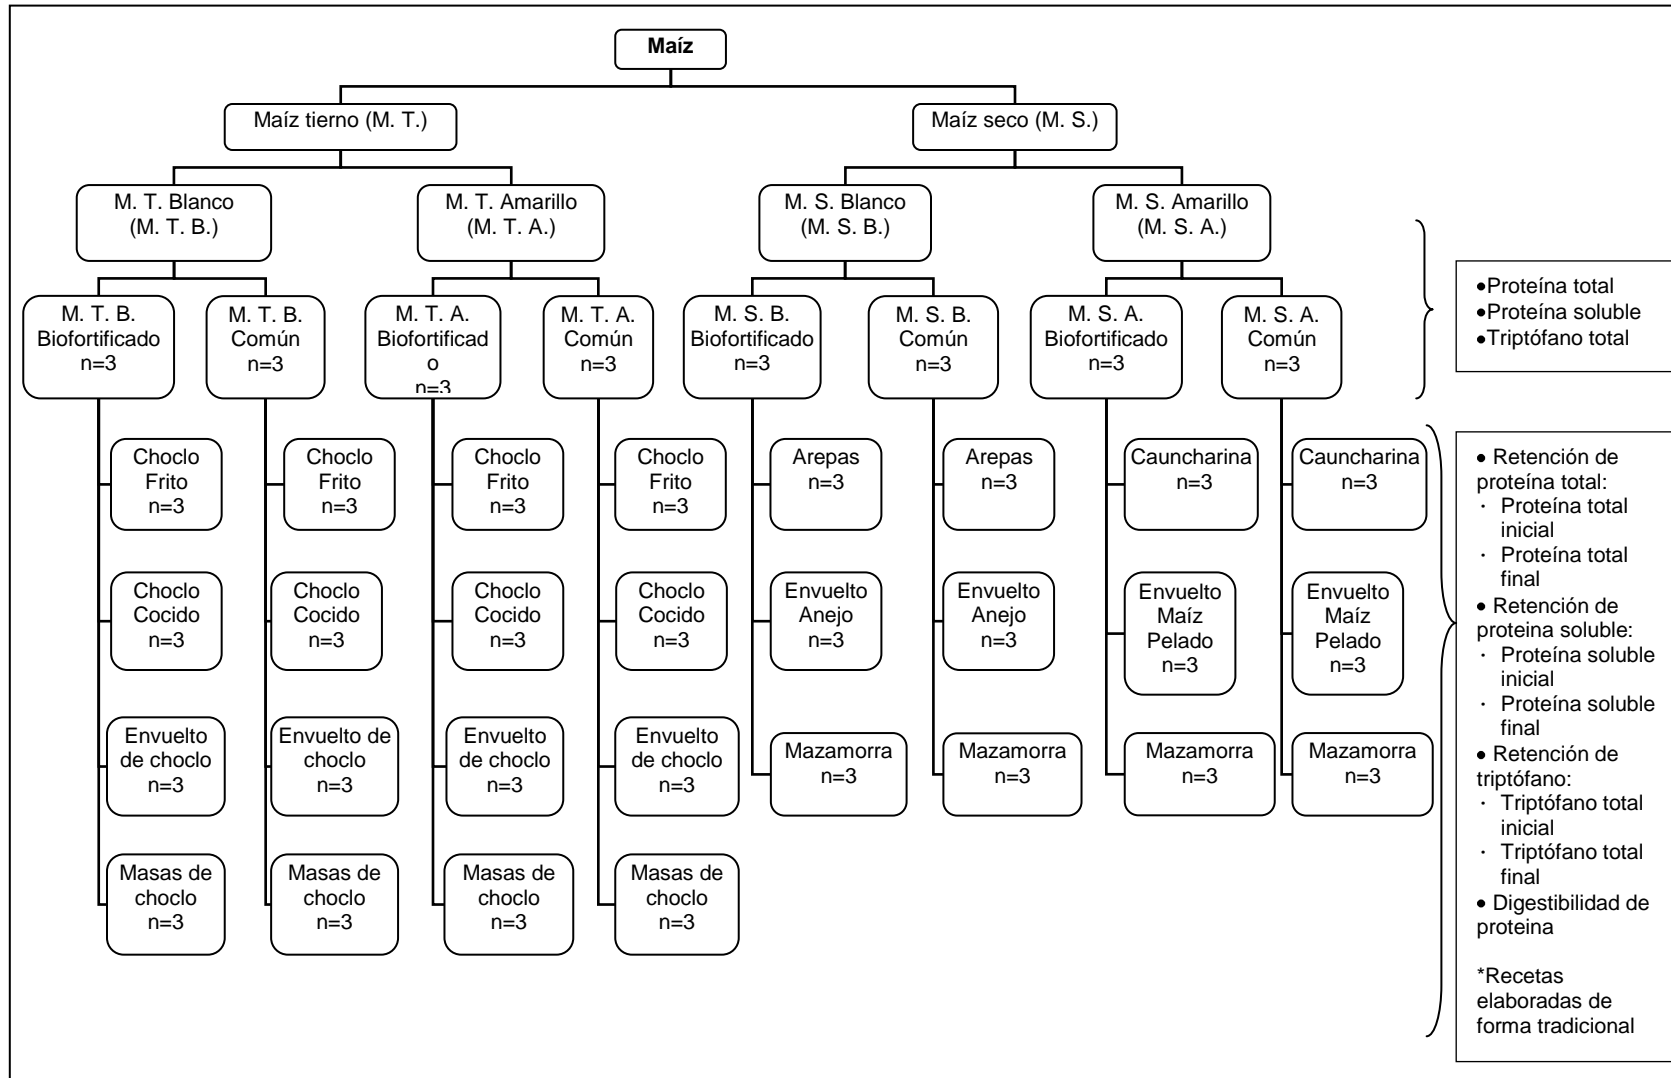 Maíz
Maíz tierno (M. T.)
Maíz seco (M. S.)
M. T. Blanco
(M. T. B.)
M. T. Amarillo
(M. T. A.)
M. S. Blanco
(M. S. B.)
M. S. Amarillo
(M. S. A.)
M. T. B.
Biofortificado
n=3
M. T. B.
Común
n=3
M. T. A.
Biofortificad
o
n=3
M. T. A.
Común
n=3
M. S. B.
Biofortificado
n=3
M. S. B.
Común
n=3
M. S. A.
Biofortificado
n=3
M. S. A.
Común
n=3
•Proteína total
•Proteína soluble
•Triptófano total
Choclo
Frito
n=3
Choclo
Frito
n=3
Choclo
Frito
n=3
Choclo
Frito
n=3
Arepas
n=3
Arepas
n=3
Cauncharina
n=3
Cauncharina
n=3
Choclo
Cocido
n=3
Choclo
Cocido
n=3
Choclo
Cocido
n=3
Choclo
Cocido
n=3
Envuelto
Anejo
n=3
Envuelto
Anejo
n=3
Envuelto
Maíz
Pelado
n=3
Envuelto
Maíz
Pelado
n=3
Envuelto
de choclo
n=3
Envuelto de
choclo
n=3
Envuelto
de choclo
n=3
Envuelto
de choclo
n=3
Mazamorra
n=3
Mazamorra
n=3
Mazamorra
n=3
Mazamorra
n=3
Masas de
choclo
n=3
Masas de
choclo
n=3
Masas de
choclo
n=3
Masas de
choclo
n=3
• Retención de
proteína total:
· Proteína total
inicial
· Proteína total
final
• Retención de
proteina soluble:
· Proteína soluble
inicial
· Proteína soluble
final
• Retención de
triptófano:
· Triptófano total
inicial
· Triptófano total
final
• Digestibilidad de
proteina
*Recetas
elaboradas de
forma tradicional